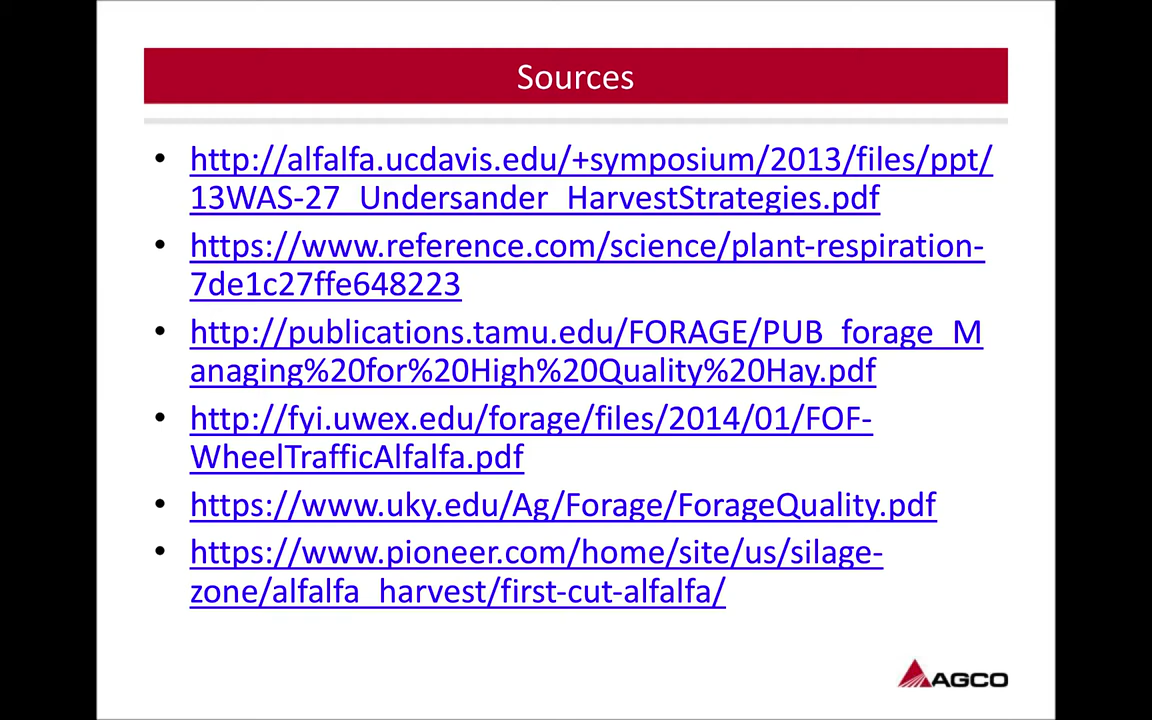 Sources
• http://alfalfa.ucdavis.edu/+symposium/2013/files/ppt/
13WAS-27_Undersander_HarvestStrategies.pdf
• https://www.reference.com/science/plant-respiration-
7de1c27ffe648223
• http://publications.tamu.edu/FORAGE/PUB_forage_M
anaging%20for%20High%20Quality%20Hay.pdf
• http://fyi.uwex.edu/forage/files/2014/01/FOF-
WheelTrafficAlfalfa.pdf
• https://www.uky.edu/Ag/Forage/ForageQuality.pdf
• https://www.pioneer.com/home/site/us/silage-
zone/alfalfa_harvest/first-cut-alfalfa/
AGCO